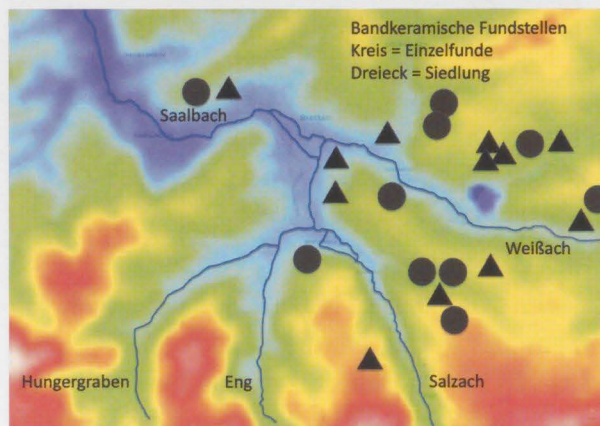 Bandkeramische Fundstellen
Kreis = Einzelfunde
Dreieck = Siedlung
Saalbach
Weißach
Hungergraben
Eng
Salzach